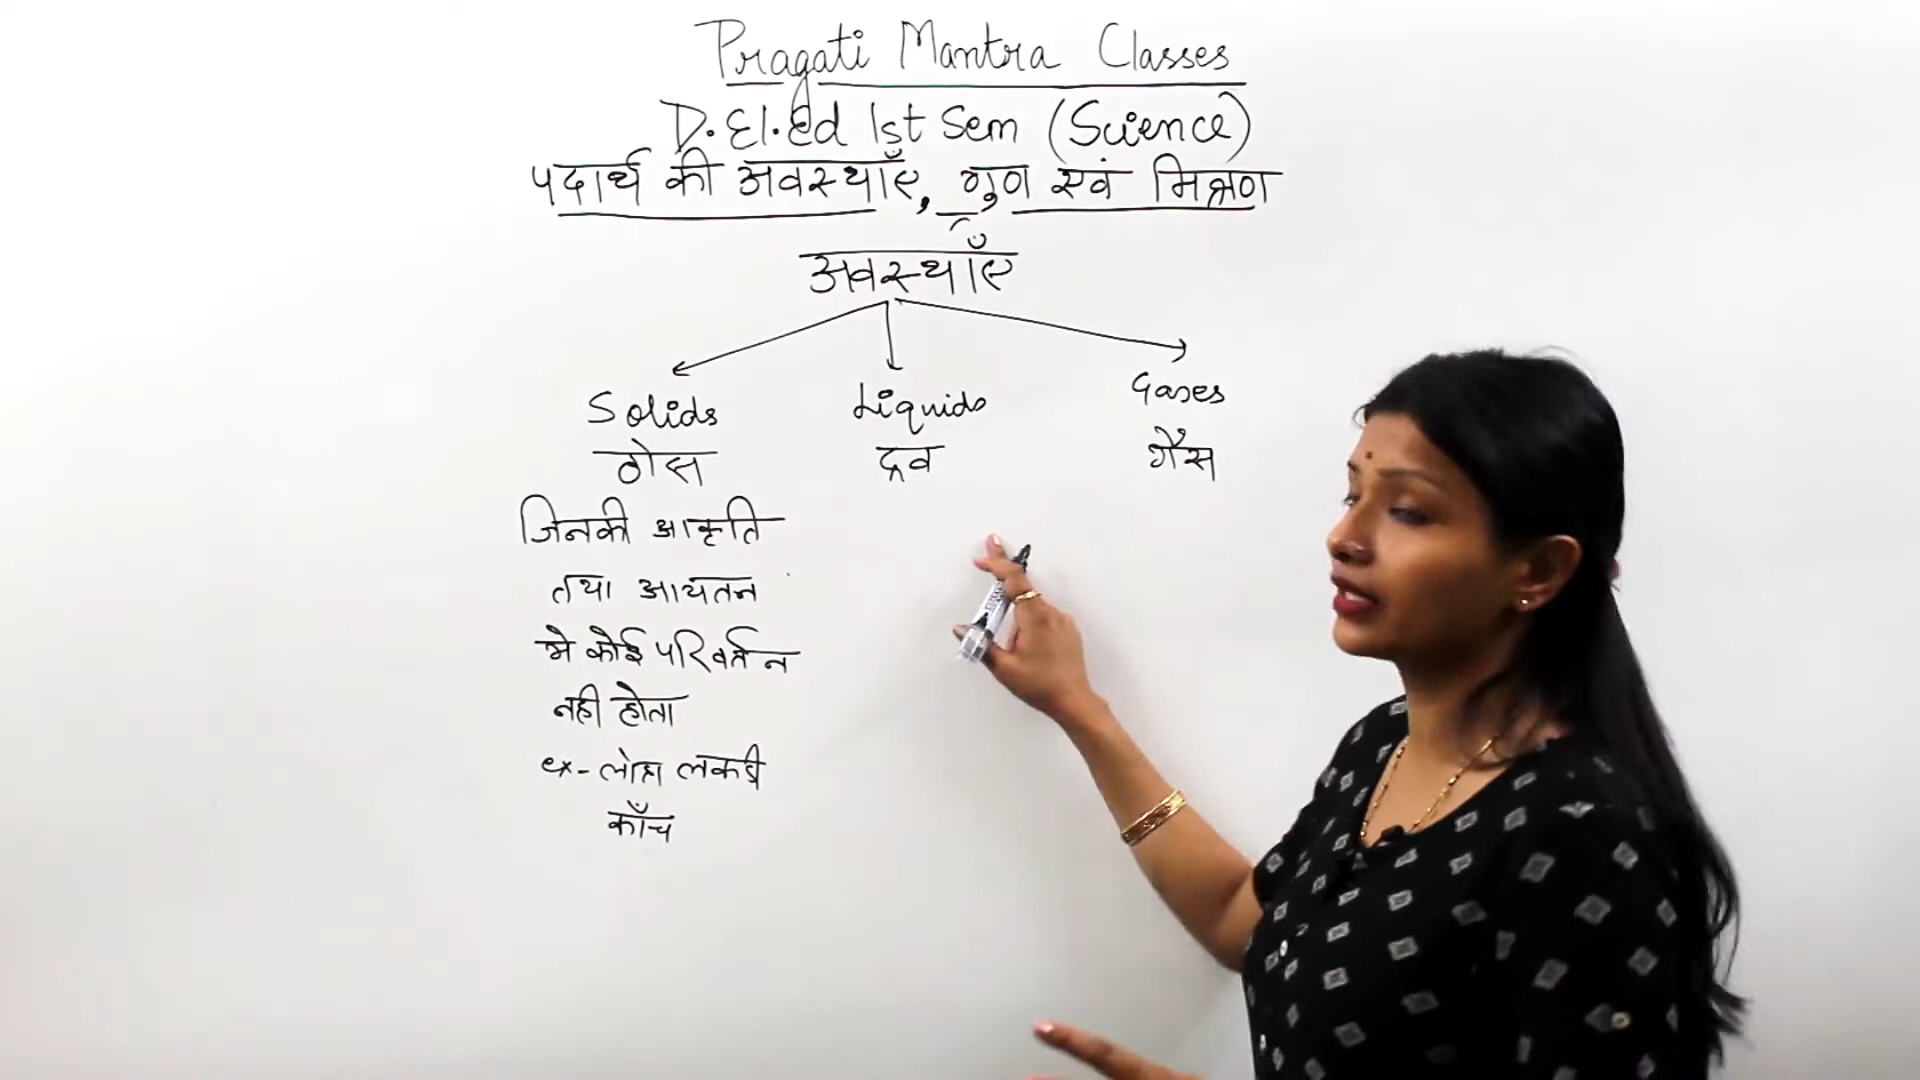 Pragati Mantra Classes
D.El.Ed 1st Sem (Science)
पदार्थ की अवस्थाएँ, गुण एवं मिश्रण
अवस्थाएँ
Solids Liquids Gases
ठोस द्रव गैस
जिनकी आकृति
तथा आयतन
मे कोई परिवर्तन
नही होता
ex- लोहा लकडी
काँच